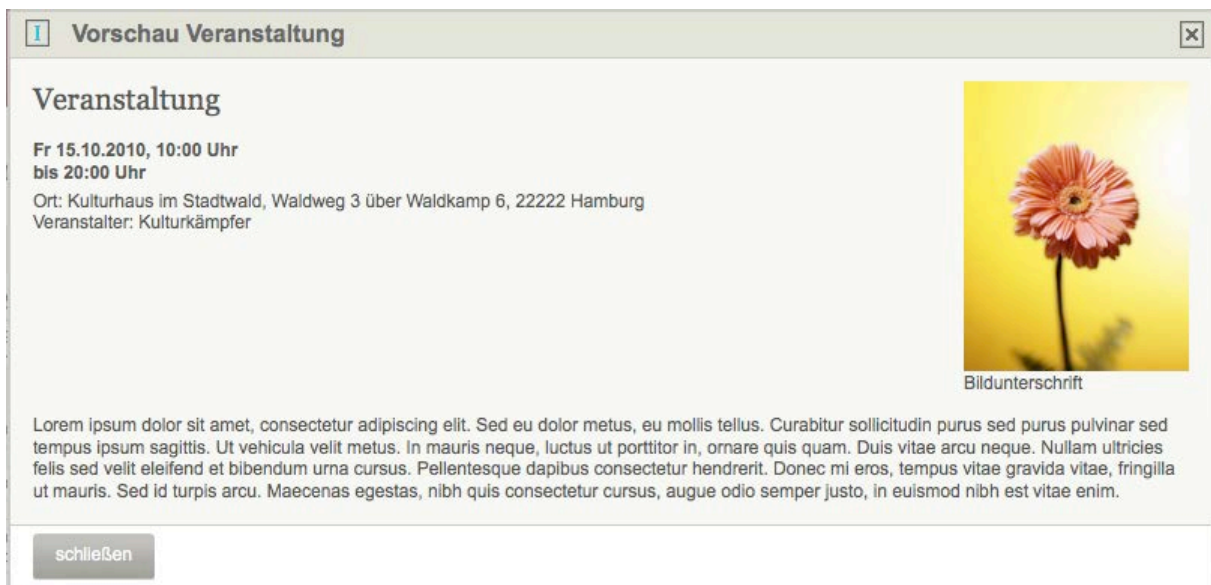 I Vorschau Veranstaltung
Veranstaltung
Fr 15.10.2010, 10:00 Uhr
bis 20:00 Uhr
Ort: Kulturhaus im Stadtwald, Waldweg 3 über Waldkamp 6, 22222 Hamburg
Veranstalter: Kulturkämpfer
Bildunterschrift
Lorem ipsum dolor sit amet, consectetur adipiscing elit. Sed eu dolor metus, eu mollis tellus. Curabitur sollicitudin purus sed purus pulvinar sed
tempus ipsum sagittis. Ut vehicula velit metus. In mauris neque, luctus ut porttitor in, ornare quis quam. Duis vitae arcu neque. Nullam ultricies
felis sed velit eleifend et bibendum urna cursus. Pellentesque dapibus consectetur hendrerit. Donec mi eros, tempus vitae gravida vitae, fringilla
ut mauris. Sed id turpis arcu. Maecenas egestas, nibh quis consectetur cursus, augue odio semper justo, in euismod nibh est vitae enim.
schließen